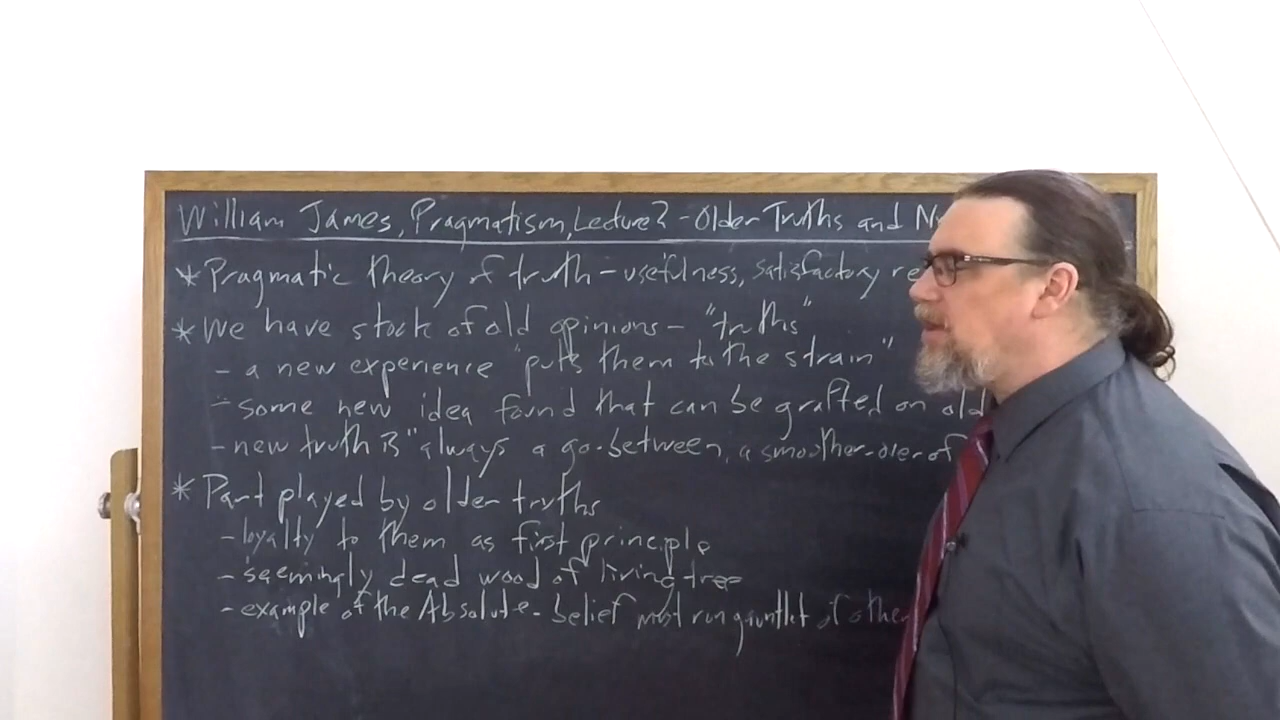 William James, Pragmatism, Lecture 2 - Older Truths and
* Pragmatic theory of truth - usefulness, satisfactory
* We have stock of old opinions - "truths"
- a new experience "puts them to the strain"
- some new idea found that can be grafted on old
- new truth is "always a go-between, a smoother-over of
* Part played by older truths
- loyalty to them as first principle
- seemingly dead wood of living tree
- example of the Absolute - belief must run gauntlet of other